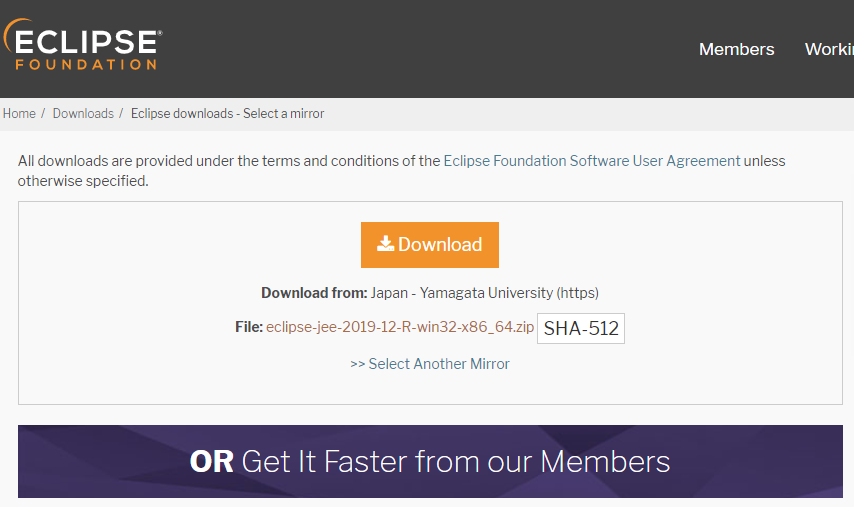 ECLIPSE®
FOUNDATION
Members
Home / Downloads / Eclipse downloads - Select a mirror
All downloads are provided under the terms and conditions of the Eclipse Foundation Software User Agreement unless
otherwise specified.
Download
Download from: Japan - Yamagata University (https)
File: eclipse-jee-2019-12-R-win32-x86_64.zip SHA-512
>> Select Another Mirror
OR Get It Faster from our Members